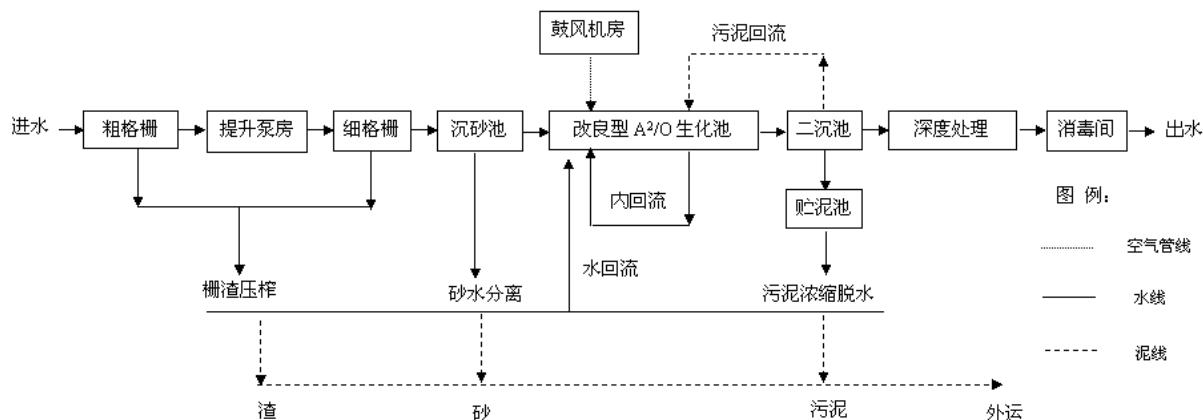 鼓风机房
污泥回流
进水
粗格栅
提升泵房
细格栅
沉砂池
改良型 A²/O 生化池
二沉池
深度处理
消毒间
出水
内回流
贮泥池
图 例：
空气管线
水回流
栅渣压榨
砂水分离
污泥浓缩脱水
水线
泥线
渣
砂
污泥
外运